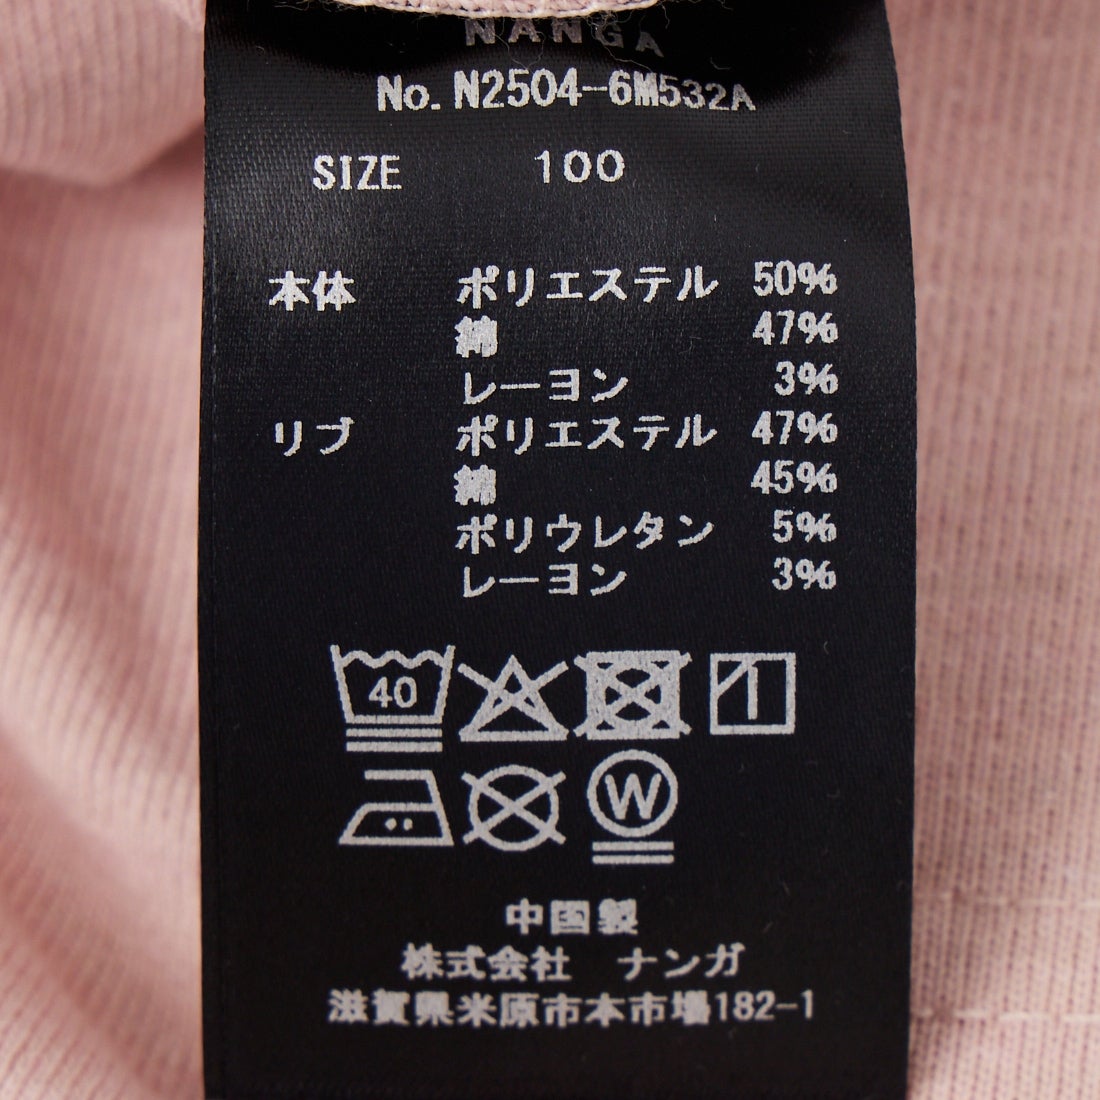 NANGA
No. N2504-6M532A
SIZE 100
本体 ポリエステル 50%
綿 47%
レーヨン 3%
リブ ポリエステル 47%
綿 45%
ポリウレタン 5%
レーヨン 3%
40
W
中国製
株式会社 ナンガ
滋賀県米原市本市場182-1